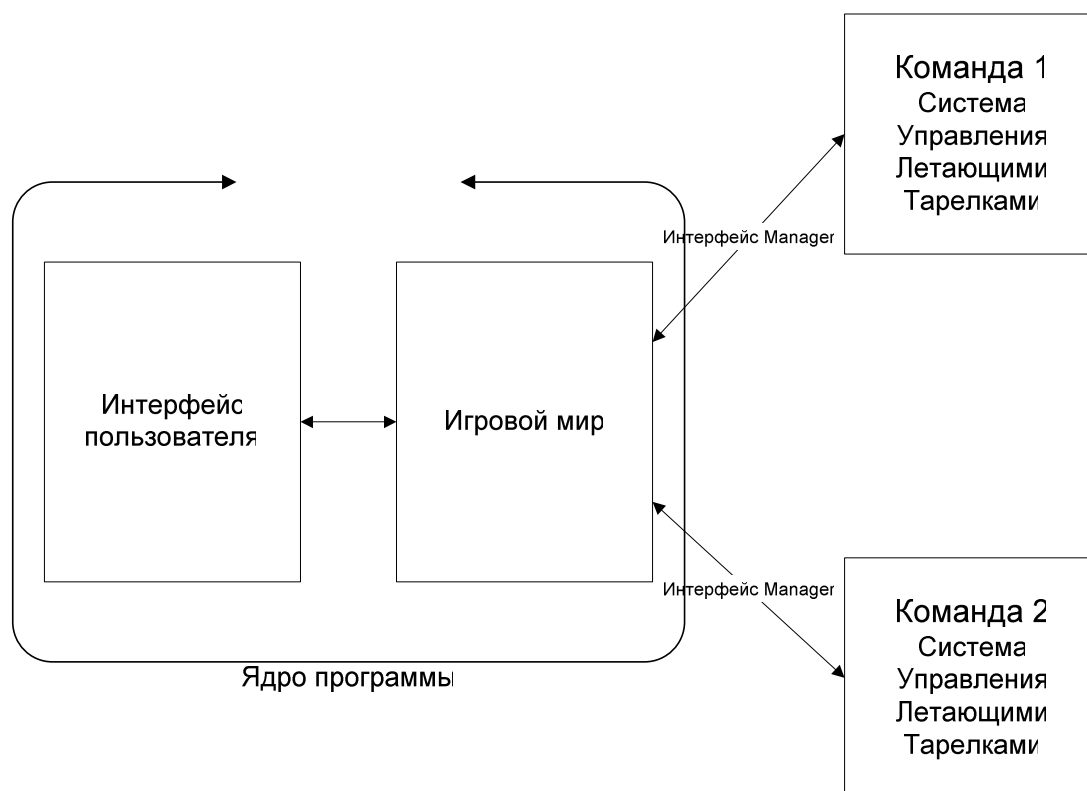 Команда 1
Система
Управления
Летающими
Тарелками
Интерфейс Manager
Интерфейс
пользователя
Игровой мир
Интерфейс Manager
Ядро программы
Команда 2
Система
Управления
Летающими
Тарелками